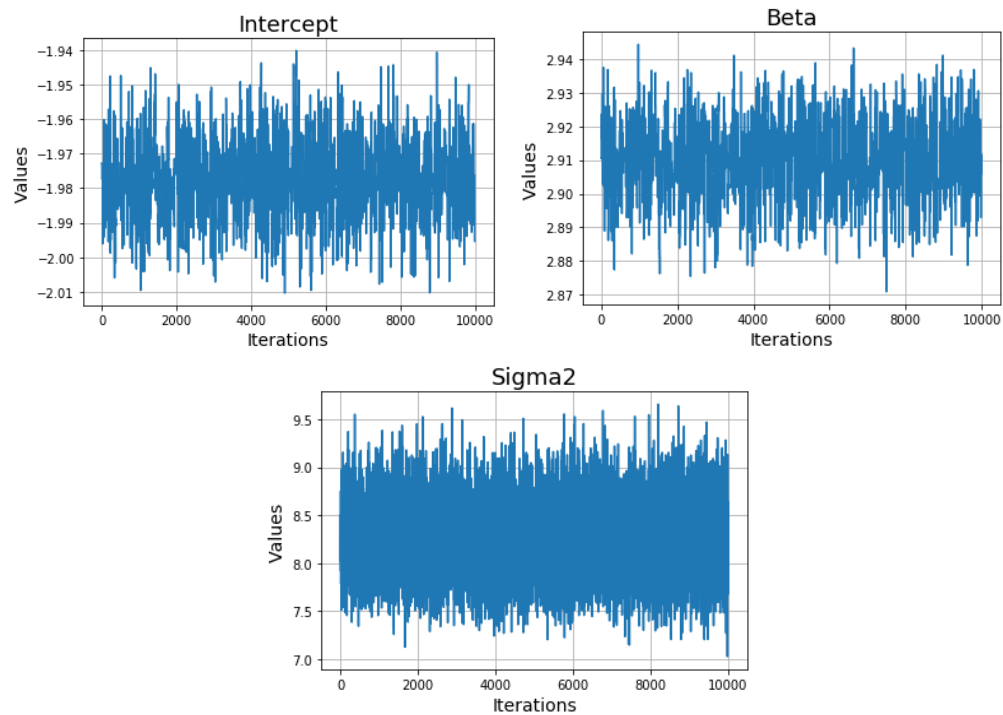 Intercept
−1.94
−1.95
−1.96
−1.97
−1.98
−1.99
−2.00
−2.01
Values
0 2000 4000 6000 8000 10000
Iterations
Beta
2.94
2.93
2.92
2.91
2.90
2.89
2.88
2.87
Values
0 2000 4000 6000 8000 10000
Iterations
Sigma2
9.5
9.0
8.5
8.0
7.5
7.0
Values
0 2000 4000 6000 8000 10000
Iterations